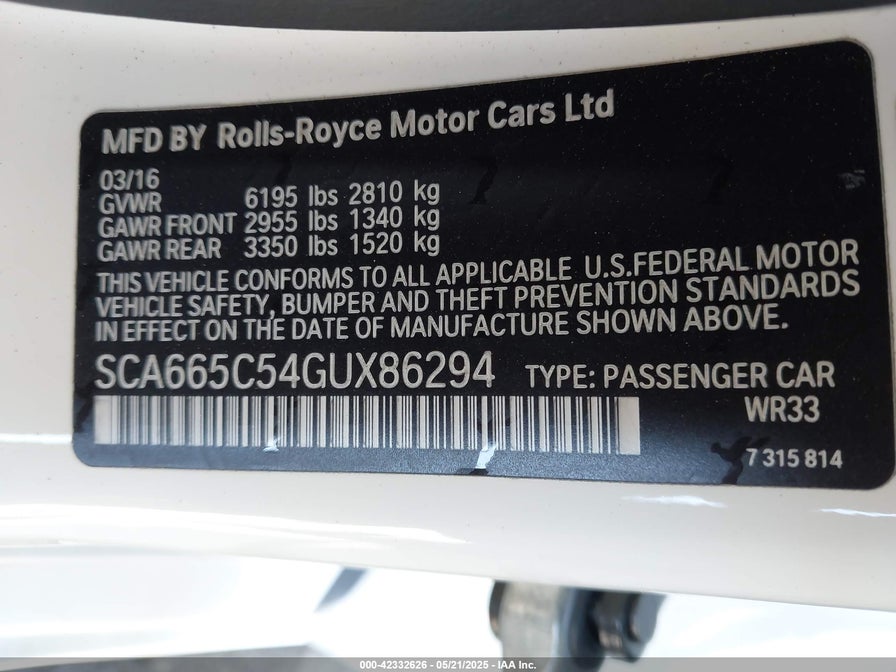 MFD BY Rolls-Royce Motor Cars Ltd
03/16
GVWR 6195 lbs 2810 kg
GAWR FRONT 2955 lbs 1340 kg
GAWR REAR 3350 lbs 1520 kg
THIS VEHICLE CONFORMS TO ALL APPLICABLE U.S.FEDERAL MOTOR
VEHICLE SAFETY, BUMPER AND THEFT PREVENTION STANDARDS
IN EFFECT ON THE DATE OF MANUFACTURE SHOWN ABOVE.
SCA665C54GUX86294 TYPE: PASSENGER CAR
WR33
7 315 814
000-42332626 - 05/21/2025 - IAA Inc.